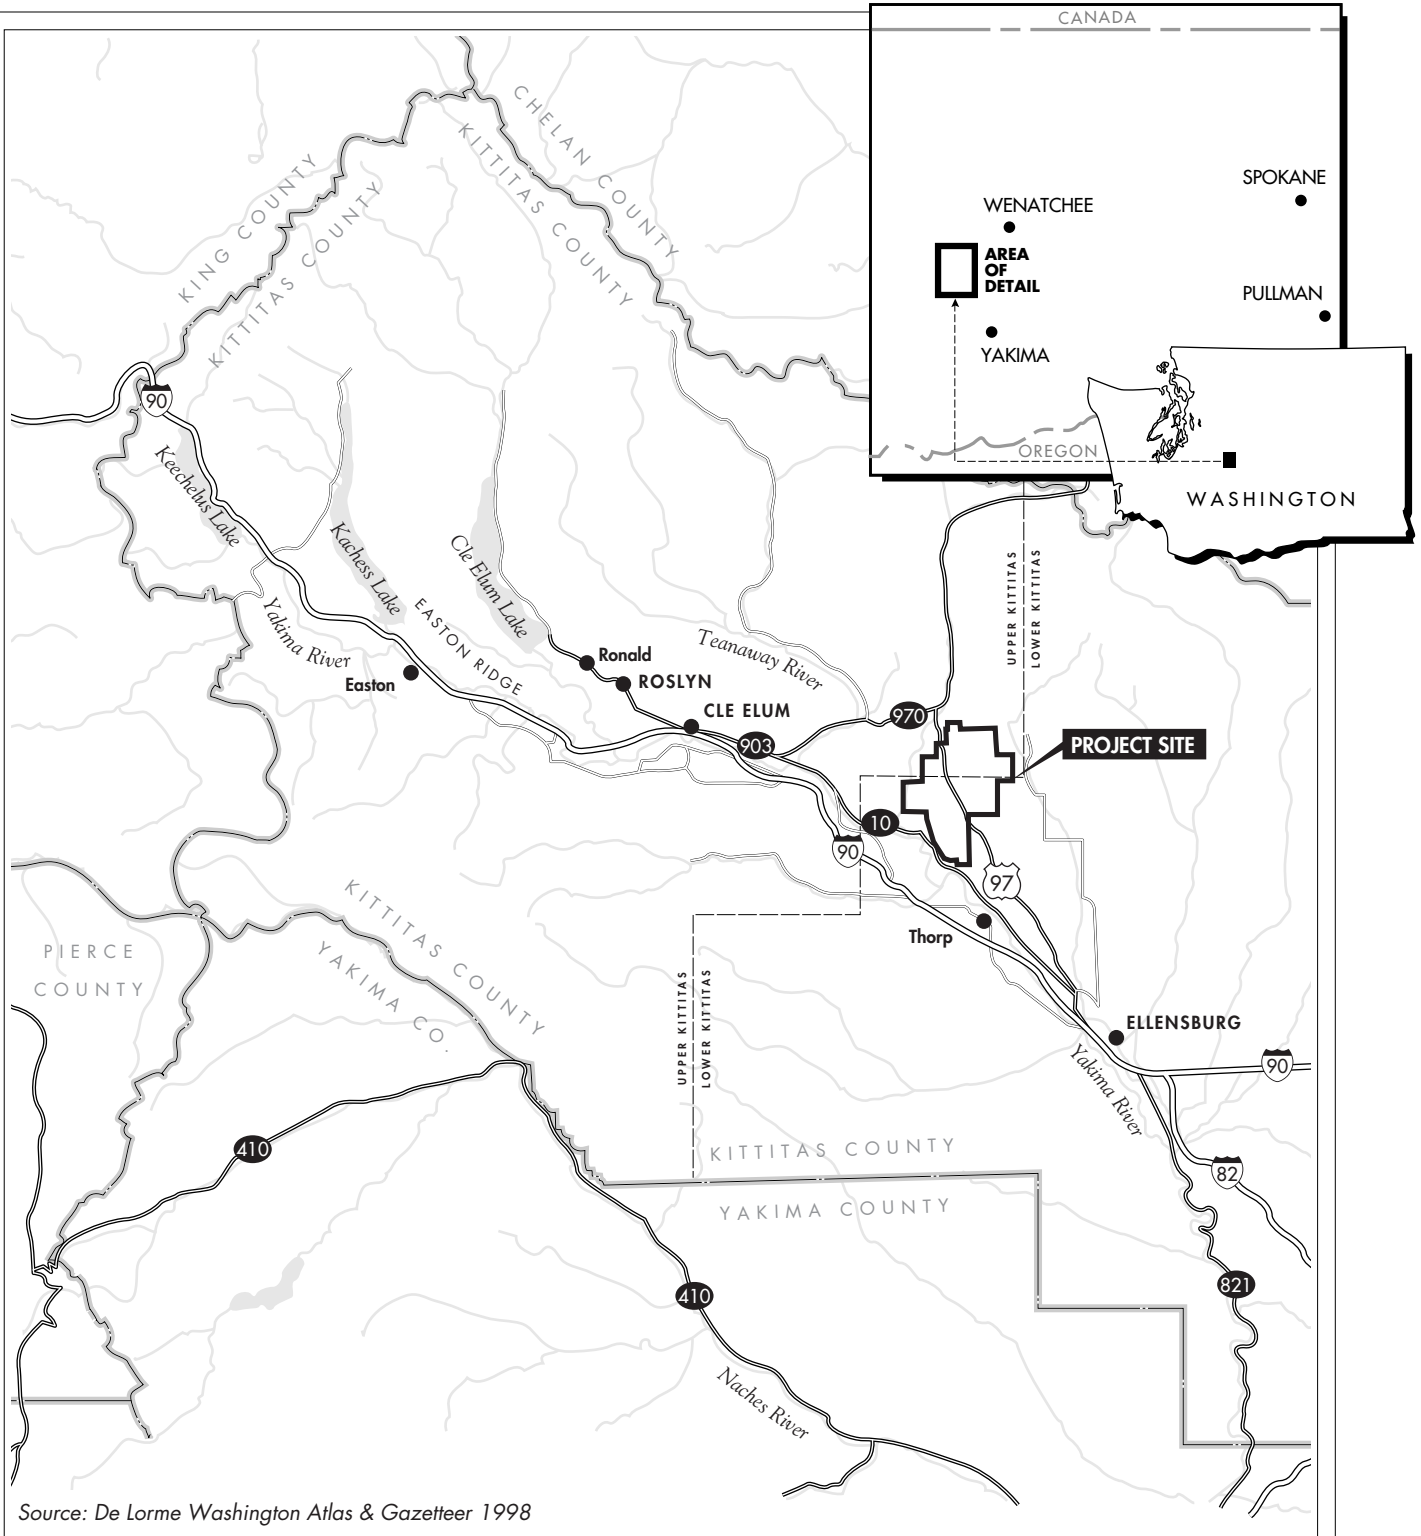 CANADA
SPOKANE
WENATCHEE
AREA
OF
DETAIL
PULLMAN
YAKIMA
OREGON
WASHINGTON
CHELAN COUNTY
KITTITAS COUNTY
KING COUNTY
KITTITAS COUNTY
90
Keechelus Lake
Kachess Lake
Cle Elum Lake
EASTON RIDGE
Yakima River
Easton
Ronald
ROSLYN
CLE ELUM
Teanaway River
UPPER KITTITAS
LOWER KITTITAS
970
903
PROJECT SITE
10
90
97
Thorp
KITTITAS COUNTY
YAKIMA CO.
PIERCE
COUNTY
UPPER KITTITAS
LOWER KITTITAS
ELLENSBURG
90
Yakima River
410
KITTITAS COUNTY
YAKIMA COUNTY
82
821
410
Naches River
Source: De Lorme Washington Atlas & Gazetteer 1998